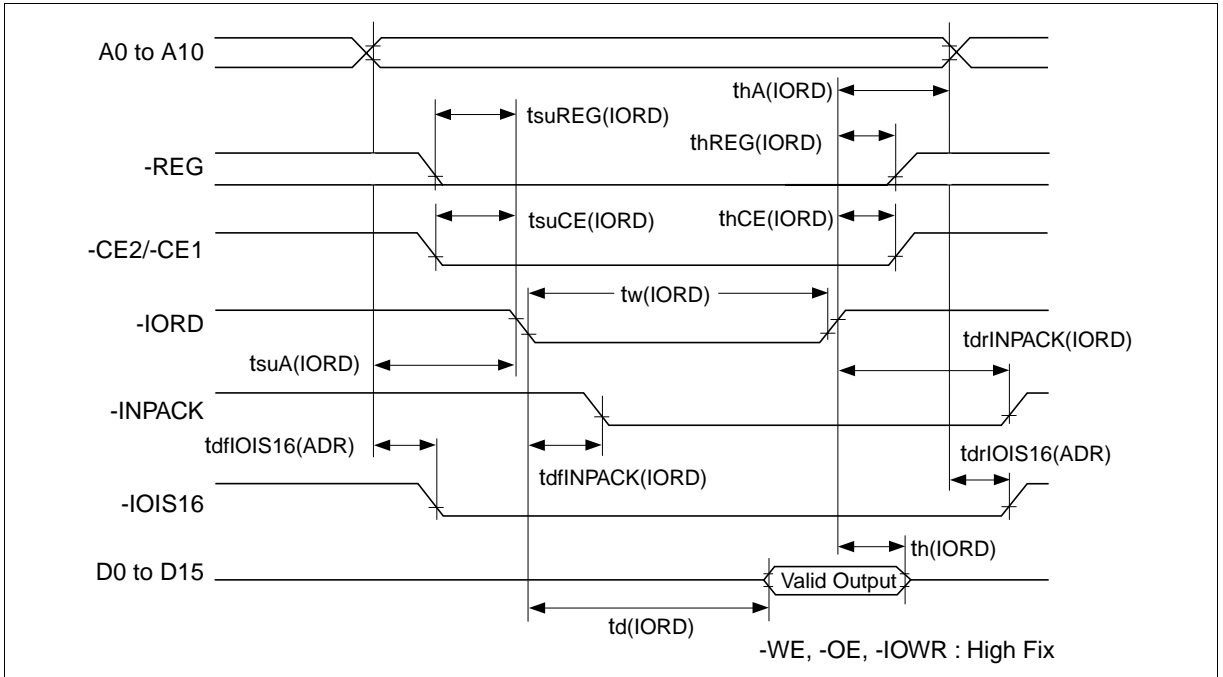 A0 to A10
thA(IORD)
tsuREG(IORD)
thREG(IORD)
-REG
tsuCE(IORD)
thCE(IORD)
-CE2/-CE1
tw(IORD)
-IORD
tdrINPACK(IORD)
tsuA(IORD)
-INPACK
tdfIOIS16(ADR)
tdrIOIS16(ADR)
tdfINPACK(IORD)
-IOIS16
th(IORD)
D0 to D15
Valid Output
td(IORD)
-WE, -OE, -IOWR : High Fix